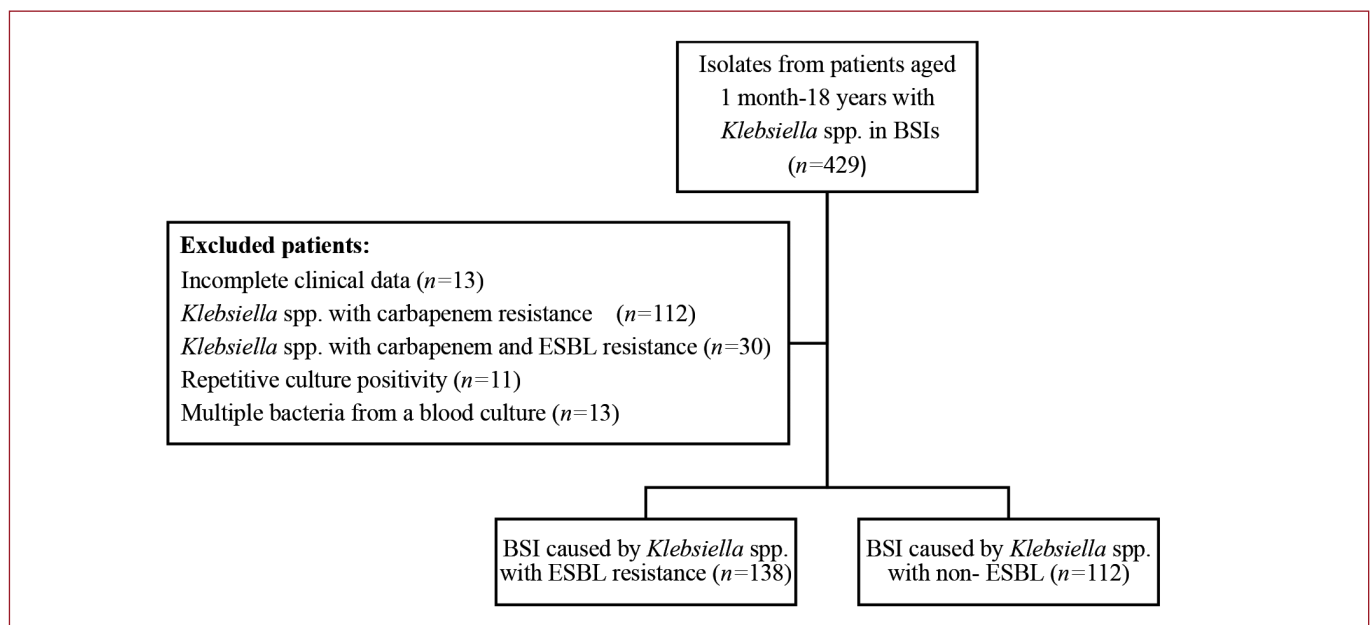 Isolates from patients aged
1 month-18 years with
Klebsiella spp. in BSIs
(n=429)
Excluded patients:
Incomplete clinical data (n=13)
Klebsiella spp. with carbapenem resistance (n=112)
Klebsiella spp. with carbapenem and ESBL resistance (n=30)
Repetitive culture positivity (n=11)
Multiple bacteria from a blood culture (n=13)
BSI caused by Klebsiella spp.
with ESBL resistance (n=138)
BSI caused by Klebsiella spp.
with non- ESBL (n=112)